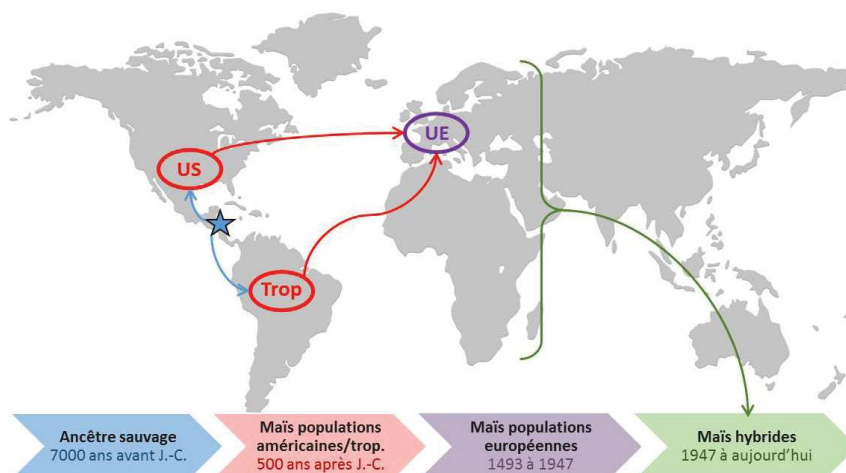 US
UE
Trop
Ancêtre sauvage
7000 ans avant J.-C.
Maïs populations
américaines/trop.
500 ans après J.-C.
Maïs populations
européennes
1493 à 1947
Maïs hybrides
1947 à aujourd'hui